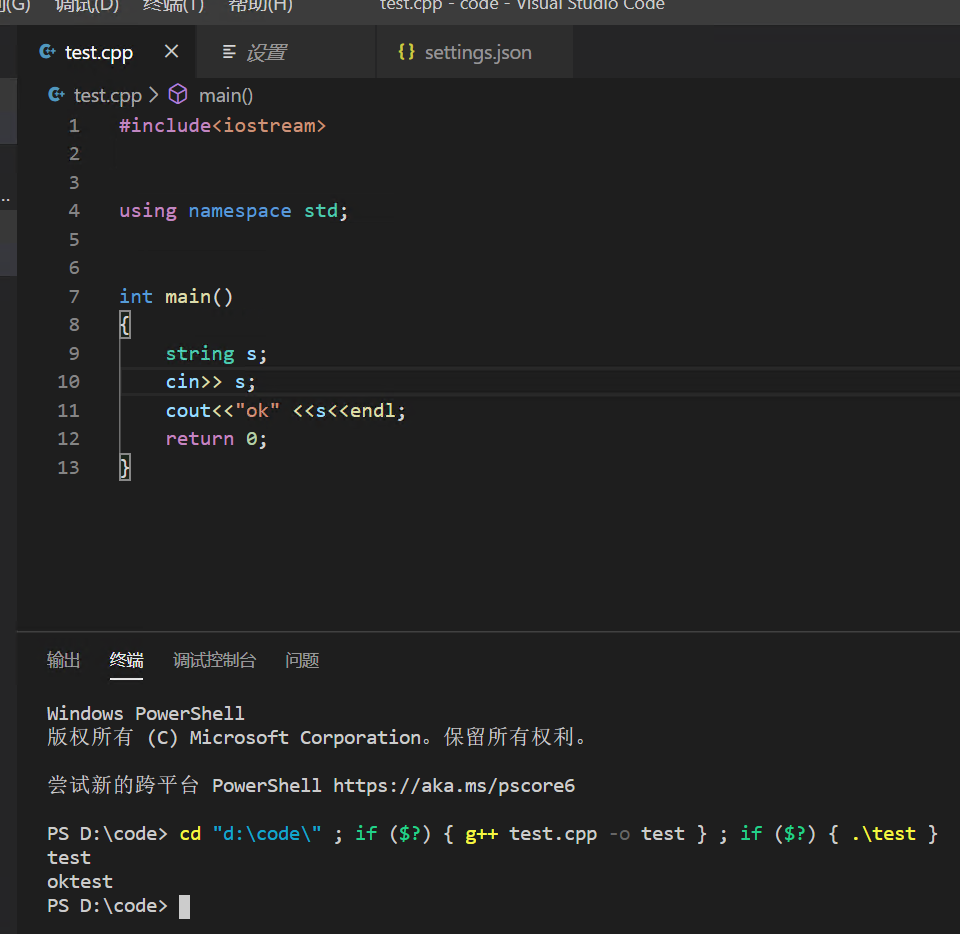 调试(D) 终端(T) 帮助(H) test.cpp - code - Visual Studio Code
test.cpp 设置 settings.json
test.cpp main()
1 #include<iostream>
2
3
4 using namespace std;
5
6
7 int main()
8 {
9 string s;
10 cin>> s;
11 cout<<"ok" <<s<<endl;
12 return 0;
13 }
输出 终端 调试控制台 问题
Windows PowerShell
版权所有 (C) Microsoft Corporation。保留所有权利。
尝试新的跨平台 PowerShell https://aka.ms/pscore6
PS D:\code> cd "d:\code\" ; if ($?) { g++ test.cpp -o test } ; if ($?) { .\test }
test
oktest
PS D:\code>